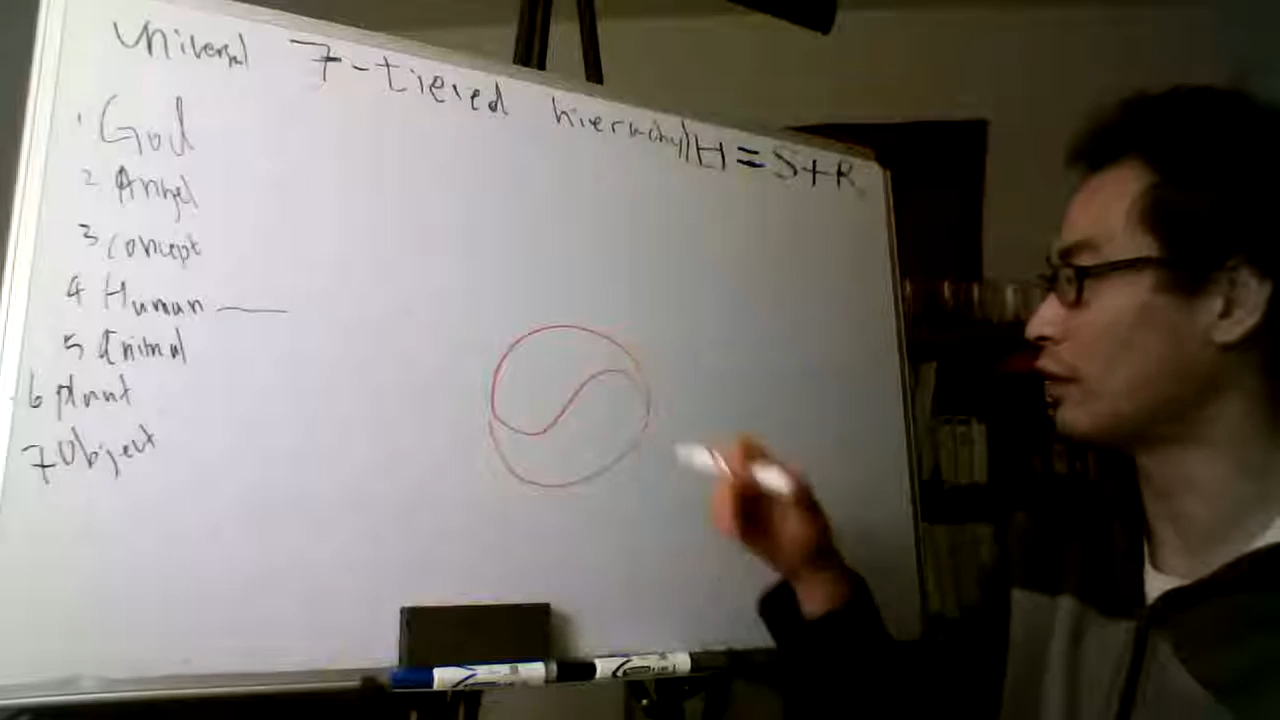 Universal 7-tiered hierarchy H = S+R
1 God
2 Angel
3 Concept
4 Human —
5 Animal
6 plant
7 Object